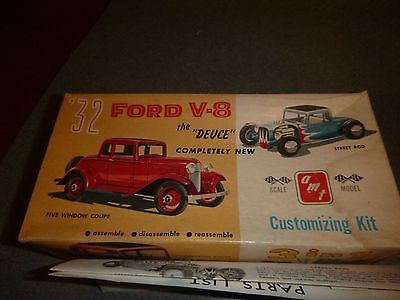 '32 FORD V-8
the "DEUCE"
COMPLETELY NEW
STREET ROD
FIVE WINDOW COUPE
SCALE
amt
MODEL
Customizing Kit
• assemble • disassemble • reassemble
3 in 1
PARTS LIST